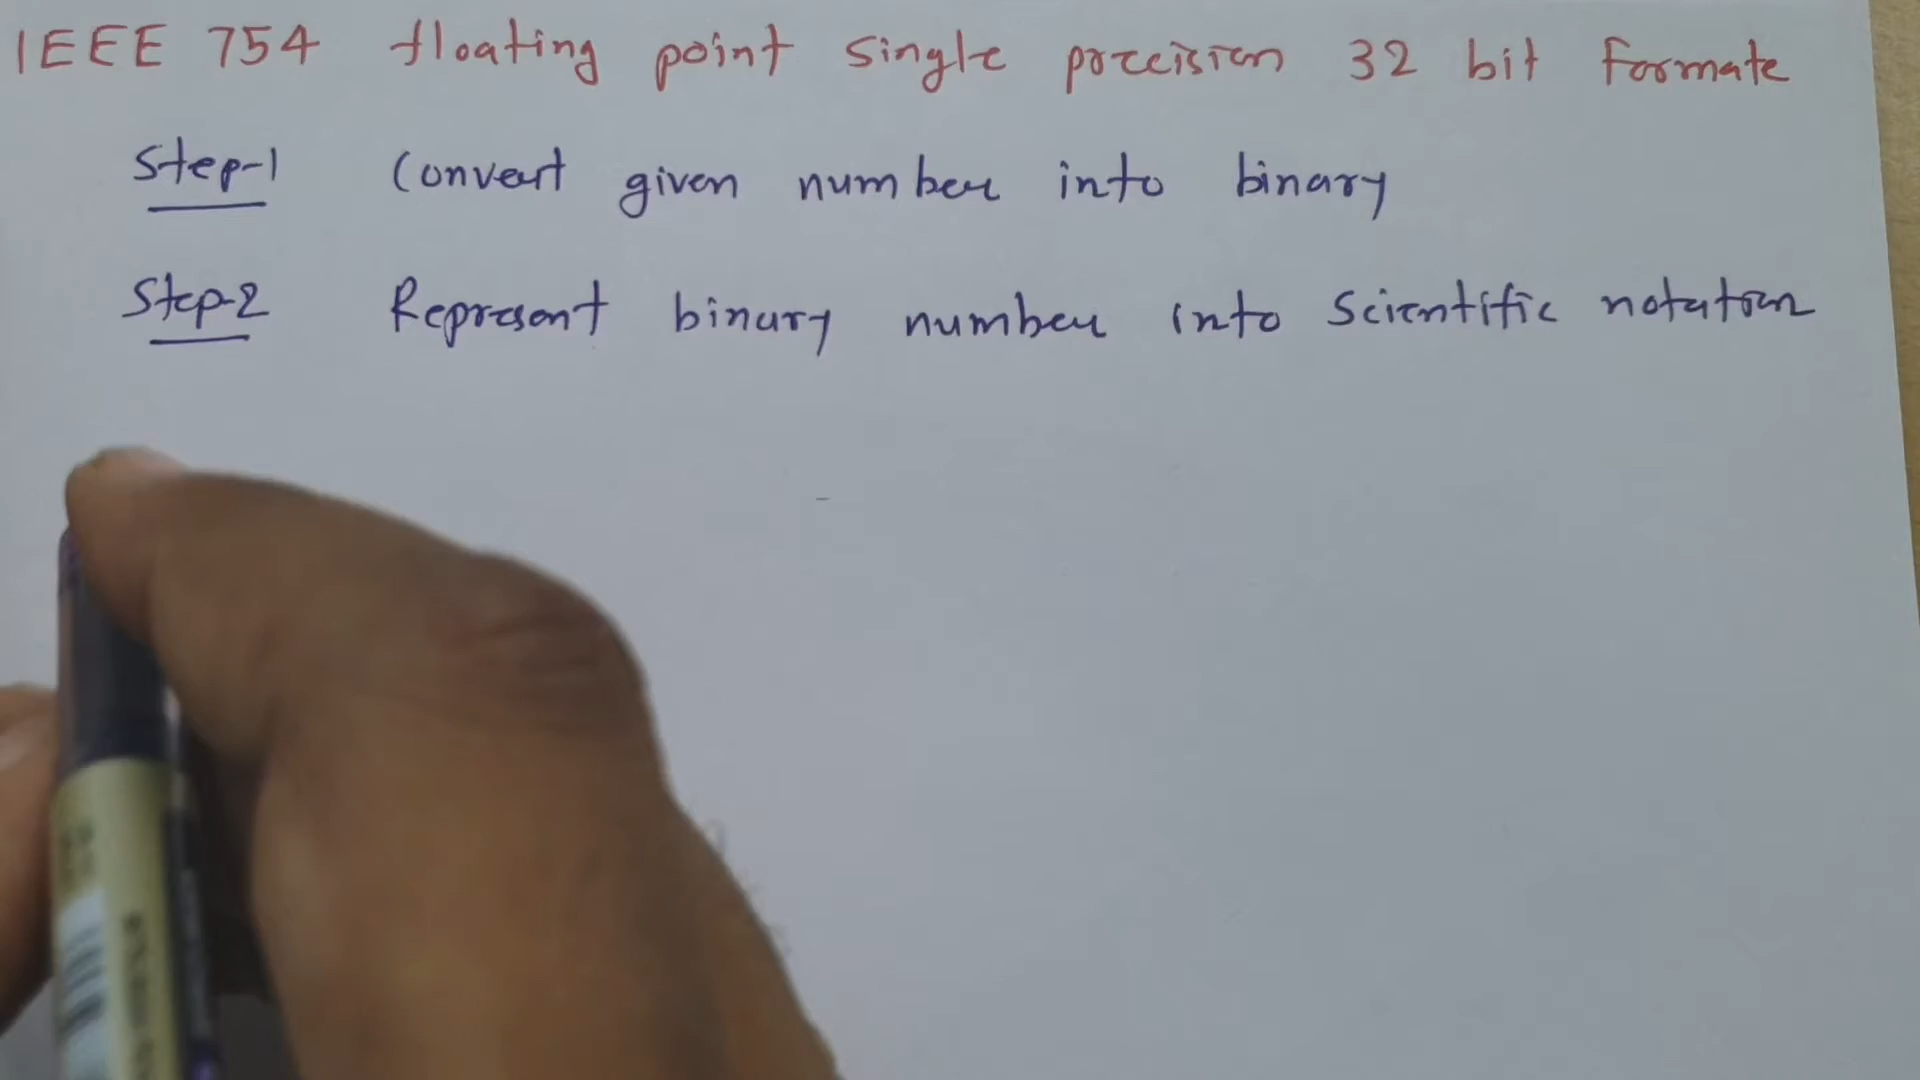 IEEE 754 floating point single precision 32 bit formate
Step-1 Convert given number into binary
Step-2 Represent binary number into Scientific notation